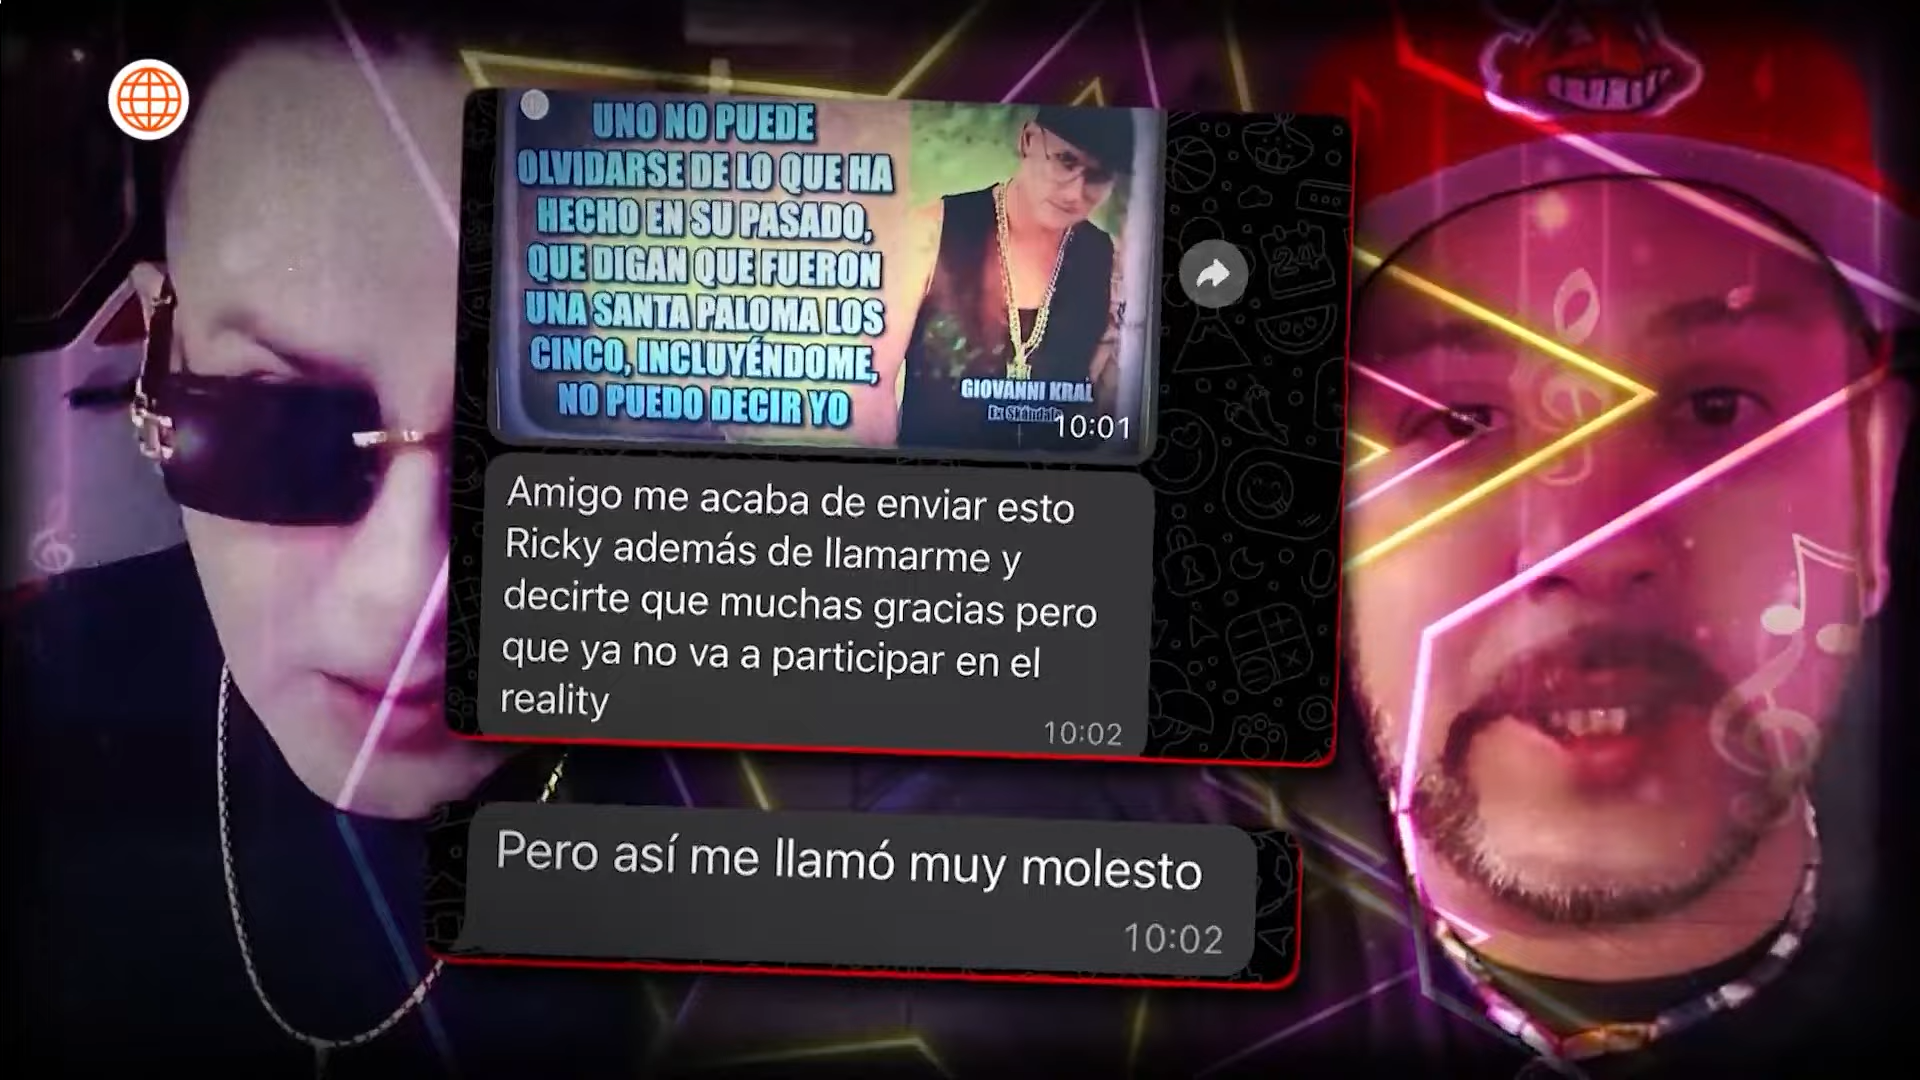 UNO NO PUEDE
OLVIDARSE DE LO QUE HA
HECHO EN SU PASADO,
QUE DIGAN QUE FUERON
UNA SANTA PALOMA LOS
CINCO, INCLUYÉNDOME,
NO PUEDO DECIR YO
GIOVANNI KRAL
Ex
10:01
Amigo me acaba de enviar esto
Ricky además de llamarme y
decirte que muchas gracias pero
que ya no va a participar en el
reality
10:02
Pero así me llamó muy molesto
10:02